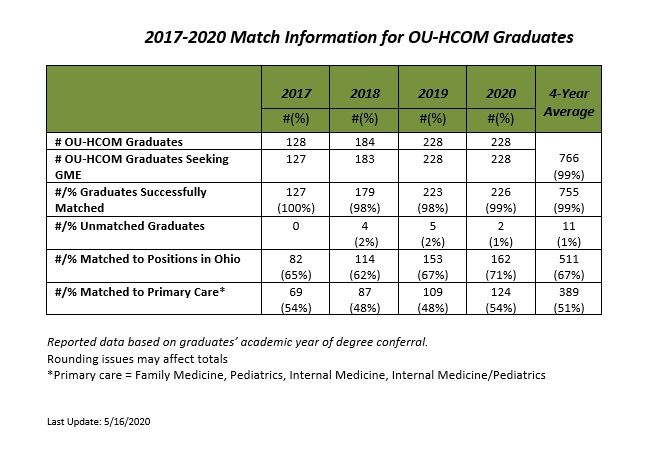 2017-2020 Match Information for OU-HCOM Graduates
2017 2018 2019 2020 4-Year
Average
#(%) #(%) #(%) #(%)
# OU-HCOM Graduates 128 184 228 228
# OU-HCOM Graduates Seeking 127 183 228 228 766
GME (99%)
#/% Graduates Successfully 127 179 223 226 755
Matched (100%) (98%) (98%) (99%) (99%)
#/% Unmatched Graduates 0 4 5 2 11
(2%) (2%) (1%) (1%)
#/% Matched to Positions in Ohio 82 114 153 162 511
(65%) (62%) (67%) (71%) (67%)
#/% Matched to Primary Care* 69 87 109 124 389
(54%) (48%) (48%) (54%) (51%)
Reported data based on graduates' academic year of degree conferral.
Rounding issues may affect totals
*Primary care = Family Medicine, Pediatrics, Internal Medicine, Internal Medicine/Pediatrics
Last Update: 5/16/2020